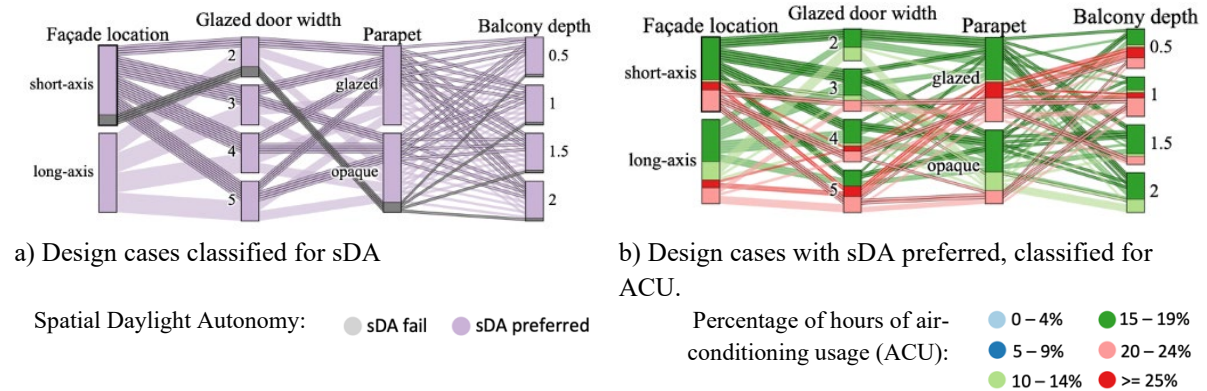 Façade location
Glazed door width
Parapet
Balcony depth
short-axis
long-axis
2
3
4
5
glazed
opaque
0.5
1
1.5
2
a) Design cases classified for sDA
Façade location
Glazed door width
Parapet
Balcony depth
short-axis
long-axis
2
3
4
5
glazed
opaque
0.5
1
1.5
2
b) Design cases with sDA preferred, classified for
ACU.
Spatial Daylight Autonomy:
sDA fail
sDA preferred
Percentage of hours of air-
conditioning usage (ACU):
0 – 4%
15 – 19%
5 – 9%
20 – 24%
10 – 14%
>= 25%